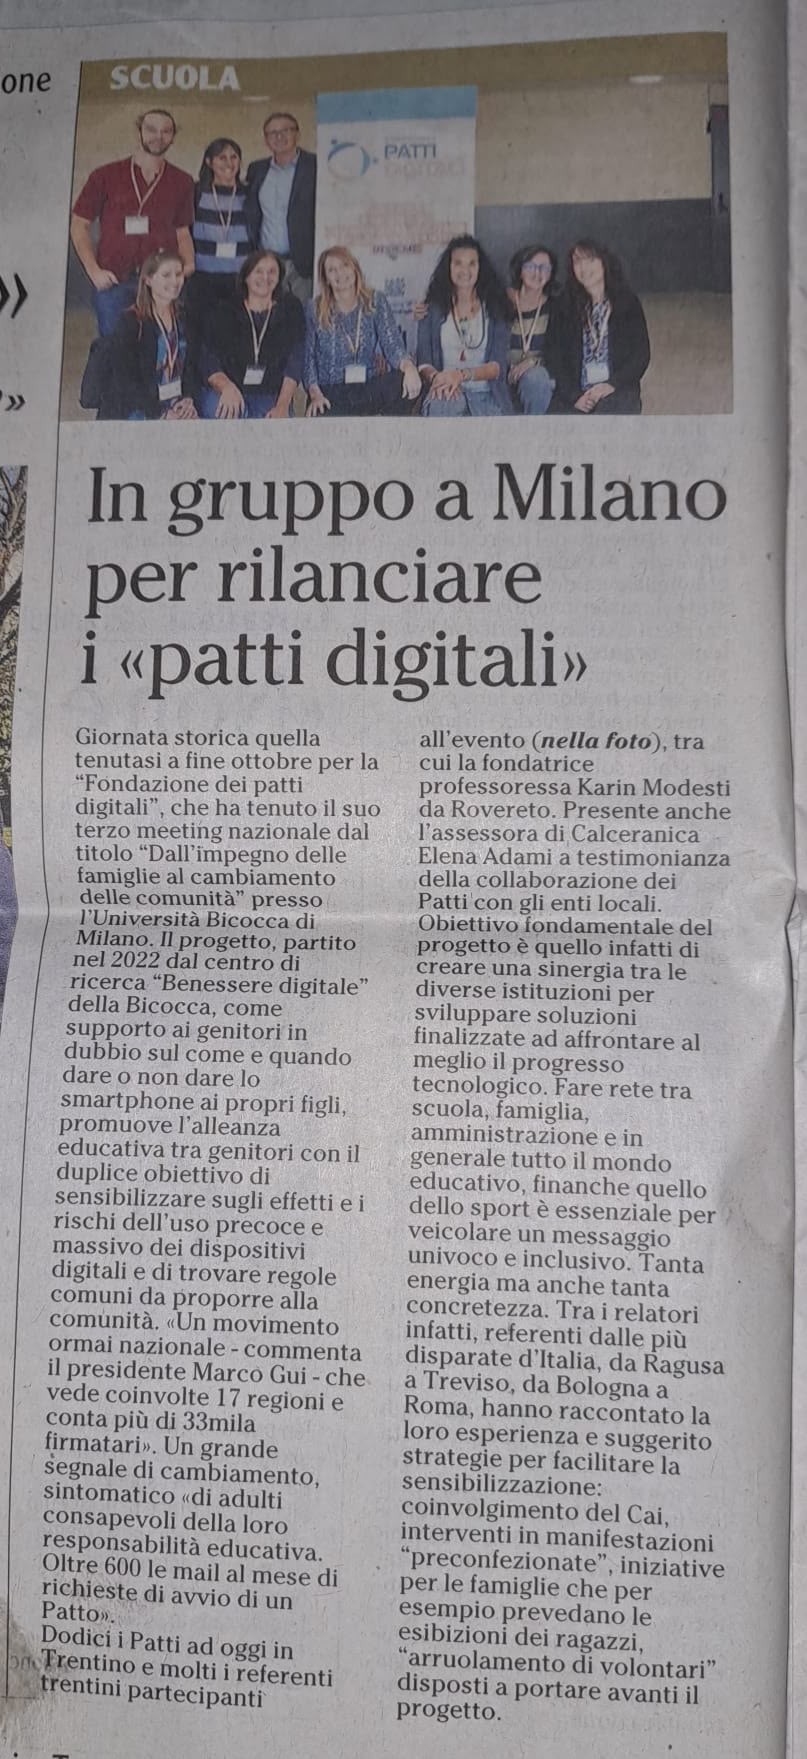 one
SCUOLA
PATTI
DIGITALI
»
»
In gruppo a Milano
per rilanciare
i «patti digitali»
Giornata storica quella
tenutasi a fine ottobre per la
“Fondazione dei patti
digitali”, che ha tenuto il suo
terzo meeting nazionale dal
titolo “Dall’impegno delle
famiglie al cambiamento
delle comunità” presso
l’Università Bicocca di
Milano. Il progetto, partito
nel 2022 dal centro di
ricerca “Benessere digitale”
della Bicocca, come
supporto ai genitori in
dubbio sul come e quando
dare o non dare lo
smartphone ai propri figli,
promuove l’alleanza
educativa tra genitori con il
duplice obiettivo di
sensibilizzare sugli effetti e i
rischi dell’uso precoce e
massivo dei dispositivi
digitali e di trovare regole
comuni da proporre alla
comunità. «Un movimento
ormai nazionale - commenta
il presidente Marco Gui - che
vede coinvolte 17 regioni e
conta più di 33mila
firmatari». Un grande
segnale di cambiamento,
sintomatico «di adulti
consapevoli della loro
responsabilità educativa.
Oltre 600 le mail al mese di
richieste di avvio di un
Patto».
Dodici i Patti ad oggi in
Trentino e molti i referenti
trentini partecipanti
all’evento (nella foto), tra
cui la fondatrice
professoressa Karin Modesti
da Rovereto. Presente anche
l’assessora di Calceranica
Elena Adami a testimonianza
della collaborazione dei
Patti con gli enti locali.
Obiettivo fondamentale del
progetto è quello infatti di
creare una sinergia tra le
diverse istituzioni per
sviluppare soluzioni
finalizzate ad affrontare al
meglio il progresso
tecnologico. Fare rete tra
scuola, famiglia,
amministrazione e in
generale tutto il mondo
educativo, finanche quello
dello sport è essenziale per
veicolare un messaggio
univoco e inclusivo. Tanta
energia ma anche tanta
concretezza. Tra i relatori
infatti, referenti dalle più
disparate d’Italia, da Ragusa
a Treviso, da Bologna a
Roma, hanno raccontato la
loro esperienza e suggerito
strategie per facilitare la
sensibilizzazione:
coinvolgimento del Cai,
interventi in manifestazioni
“preconfezionate”, iniziative
per le famiglie che per
esempio prevedano le
esibizioni dei ragazzi,
“arruolamento di volontari”
disposti a portare avanti il
progetto.